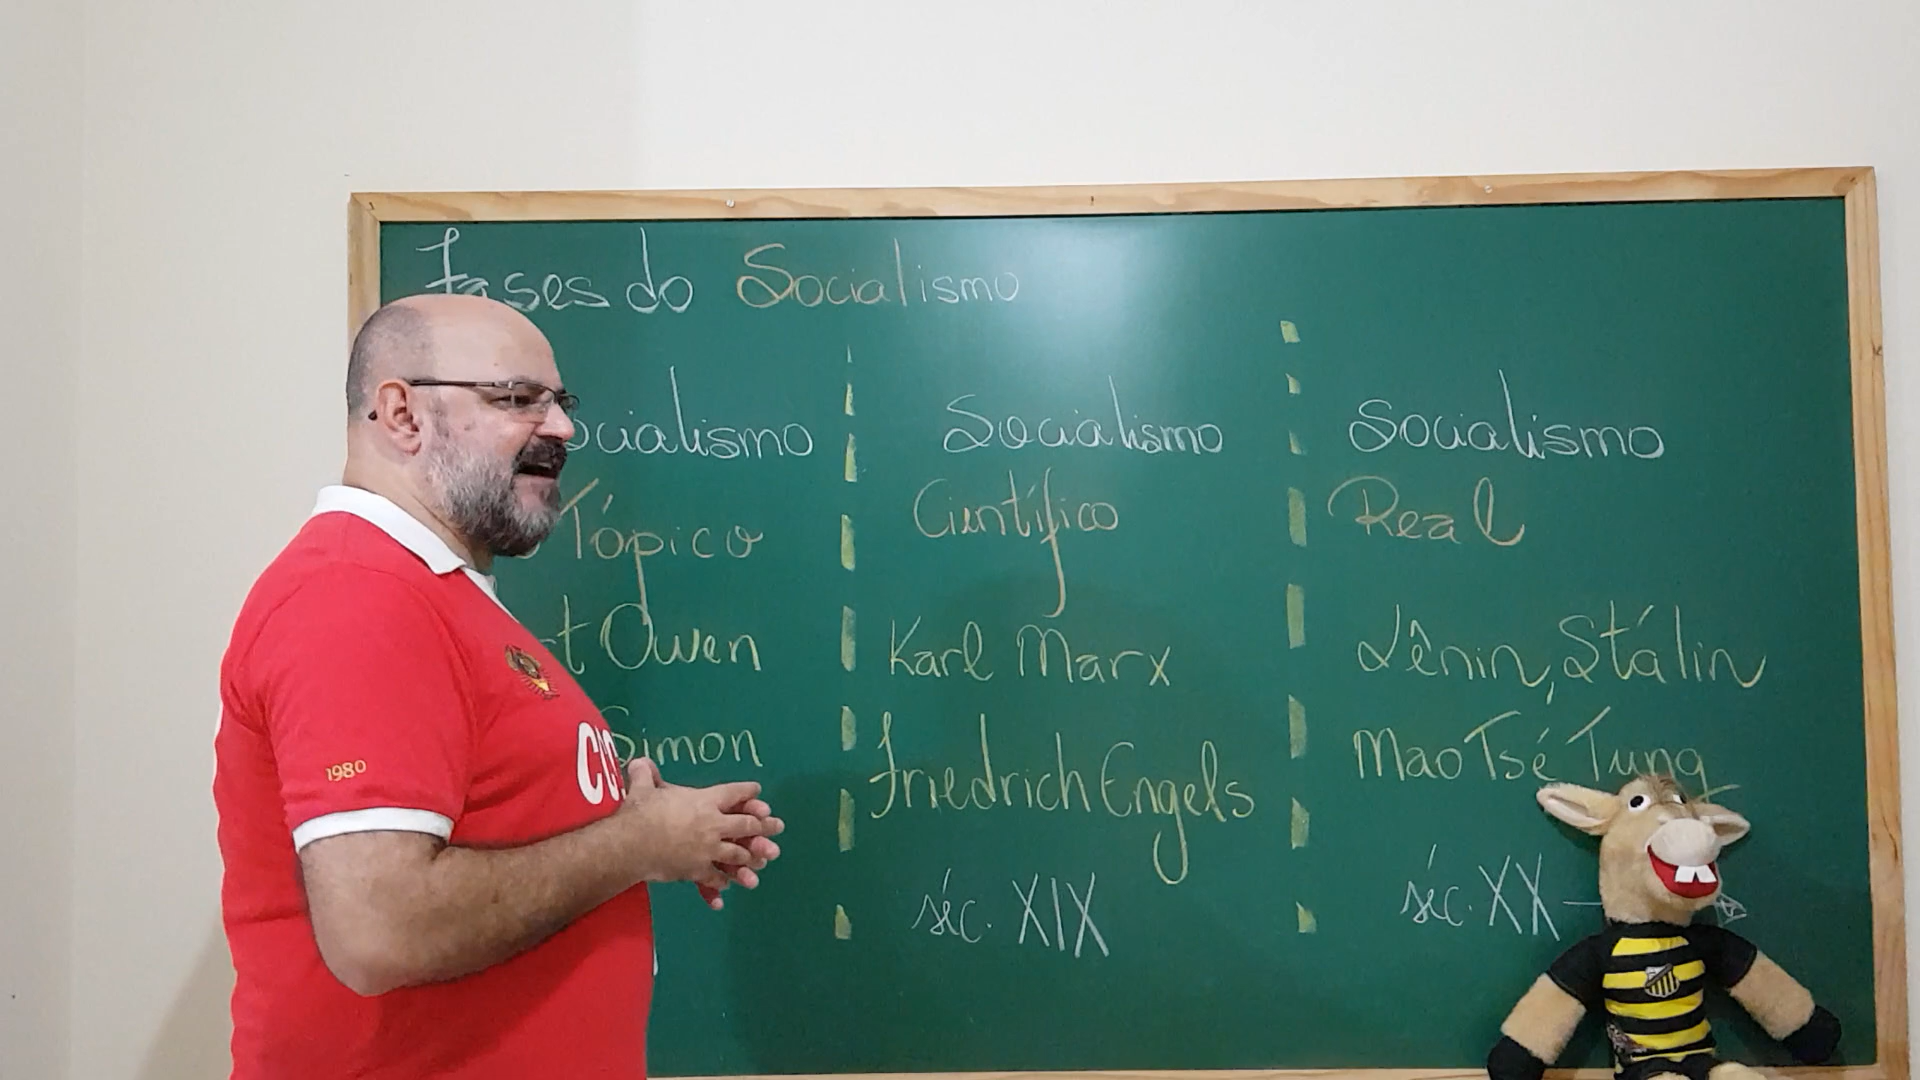 Fases do Socialismo
ocialismo
Tópico
t Owen
Simon
Socialismo
Científico
Karl Marx
Friedrich Engels
séc. XIX
Socialismo
Real
Lênin, Stálin
Mao Tsé Tung
séc. XX
1980
CC